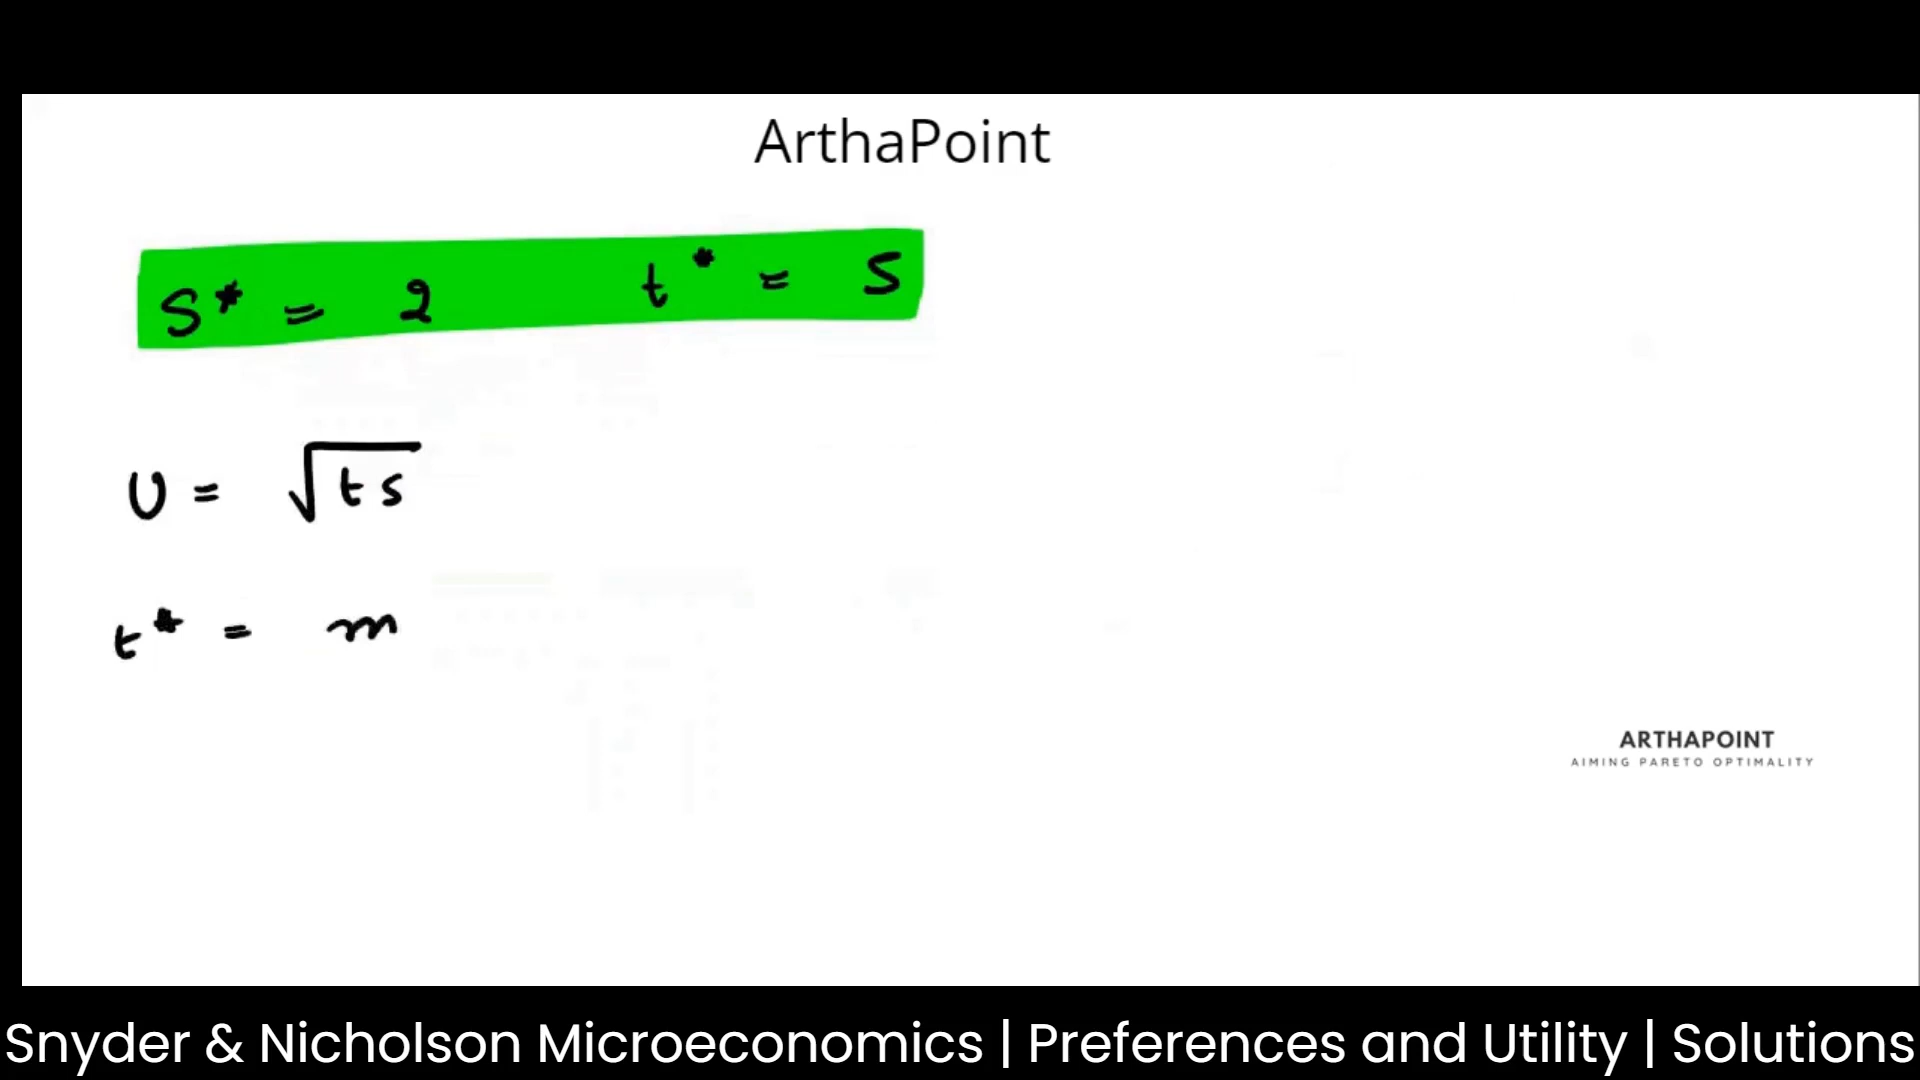 ArthaPoint
S* = 2 t* = 5
U = √ts
t* = m
ARTHAPOINT
AIMING PARETO OPTIMALITY
Snyder & Nicholson Microeconomics | Preferences and Utility | Solutions